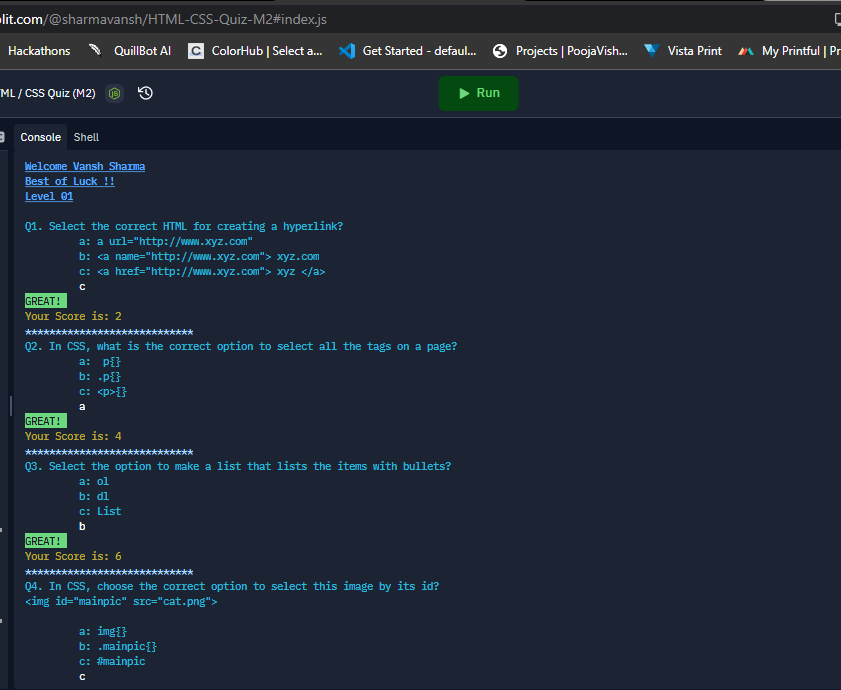 plit.com/@sharmavansh/HTML-CSS-Quiz-M2#index.js
Hackathons QuillBot AI C ColorHub | Select a... Get Started - defaul... Projects | PoojaVish... Vista Print My Printful | Pr
ML / CSS Quiz (M2) JS Run
Console Shell
Welcome Vansh Sharma
Best of Luck !!
Level 01
Q1. Select the correct HTML for creating a hyperlink?
a: a url="http://www.xyz.com"
b: <a name="http://www.xyz.com"> xyz.com
c: <a href="http://www.xyz.com"> xyz </a>
c
GREAT!
Your Score is: 2
****************************
Q2. In CSS, what is the correct option to select all the tags on a page?
a:  p{}
b: .p{}
c: <p>{}
a
GREAT!
Your Score is: 4
****************************
Q3. Select the option to make a list that lists the items with bullets?
a: ol
b: dl
c: List
b
GREAT!
Your Score is: 6
****************************
Q4. In CSS, choose the correct option to select this image by its id?
<img id="mainpic" src="cat.png">
a: img{}
b: .mainpic{}
c: #mainpic
c